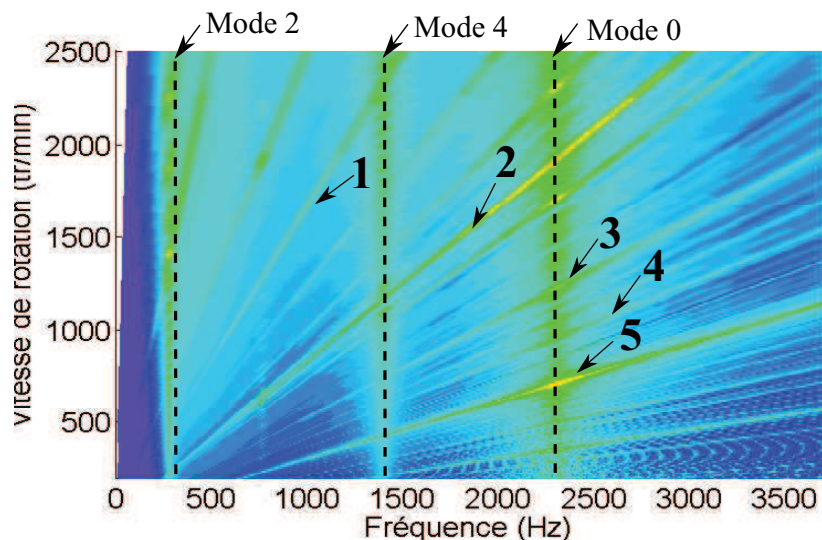 Mode 2
Mode 4
Mode 0
2500
2000
1500
1000
500
vitesse de rotation (tr/min)
1
2
3
4
5
0 500 1000 1500 2000 2500 3000 3500
Fréquence (Hz)